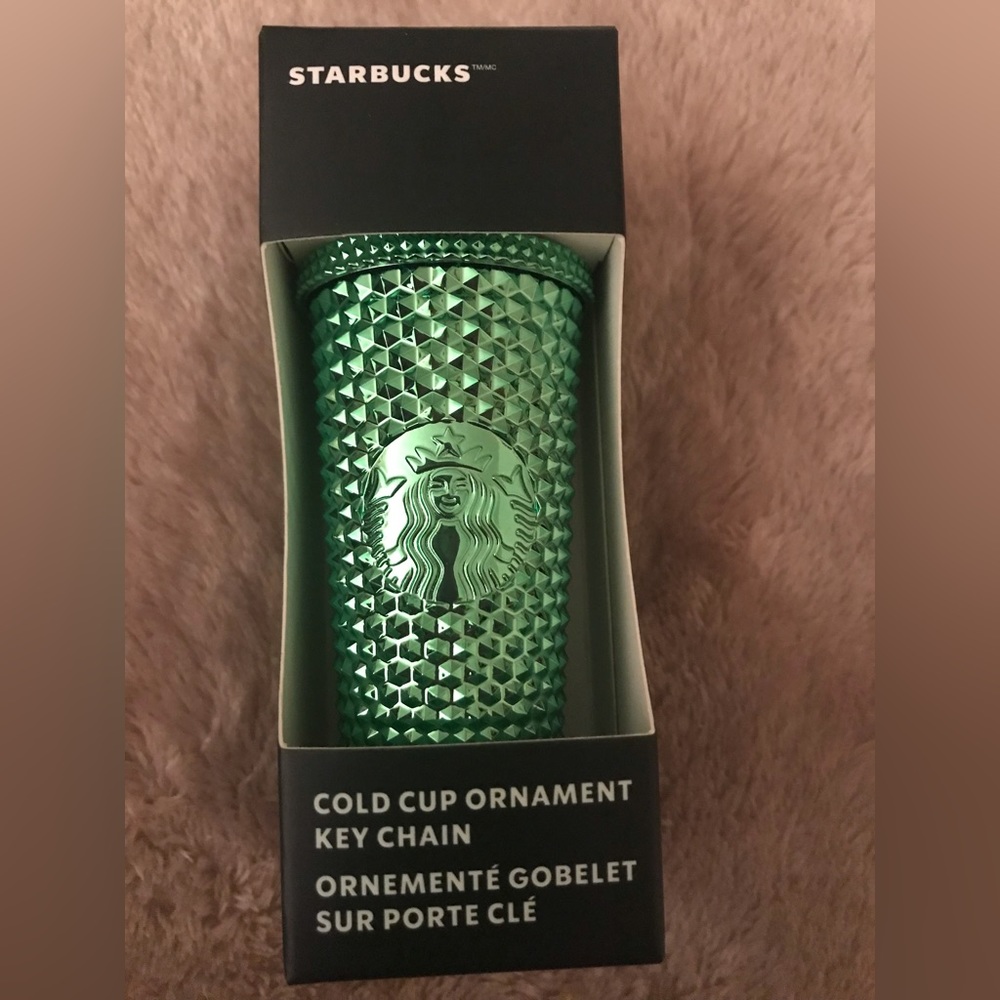 STARBUCKS™/MC
COLD CUP ORNAMENT
KEY CHAIN
ORNEMENTÉ GOBELET
SUR PORTE CLÉ